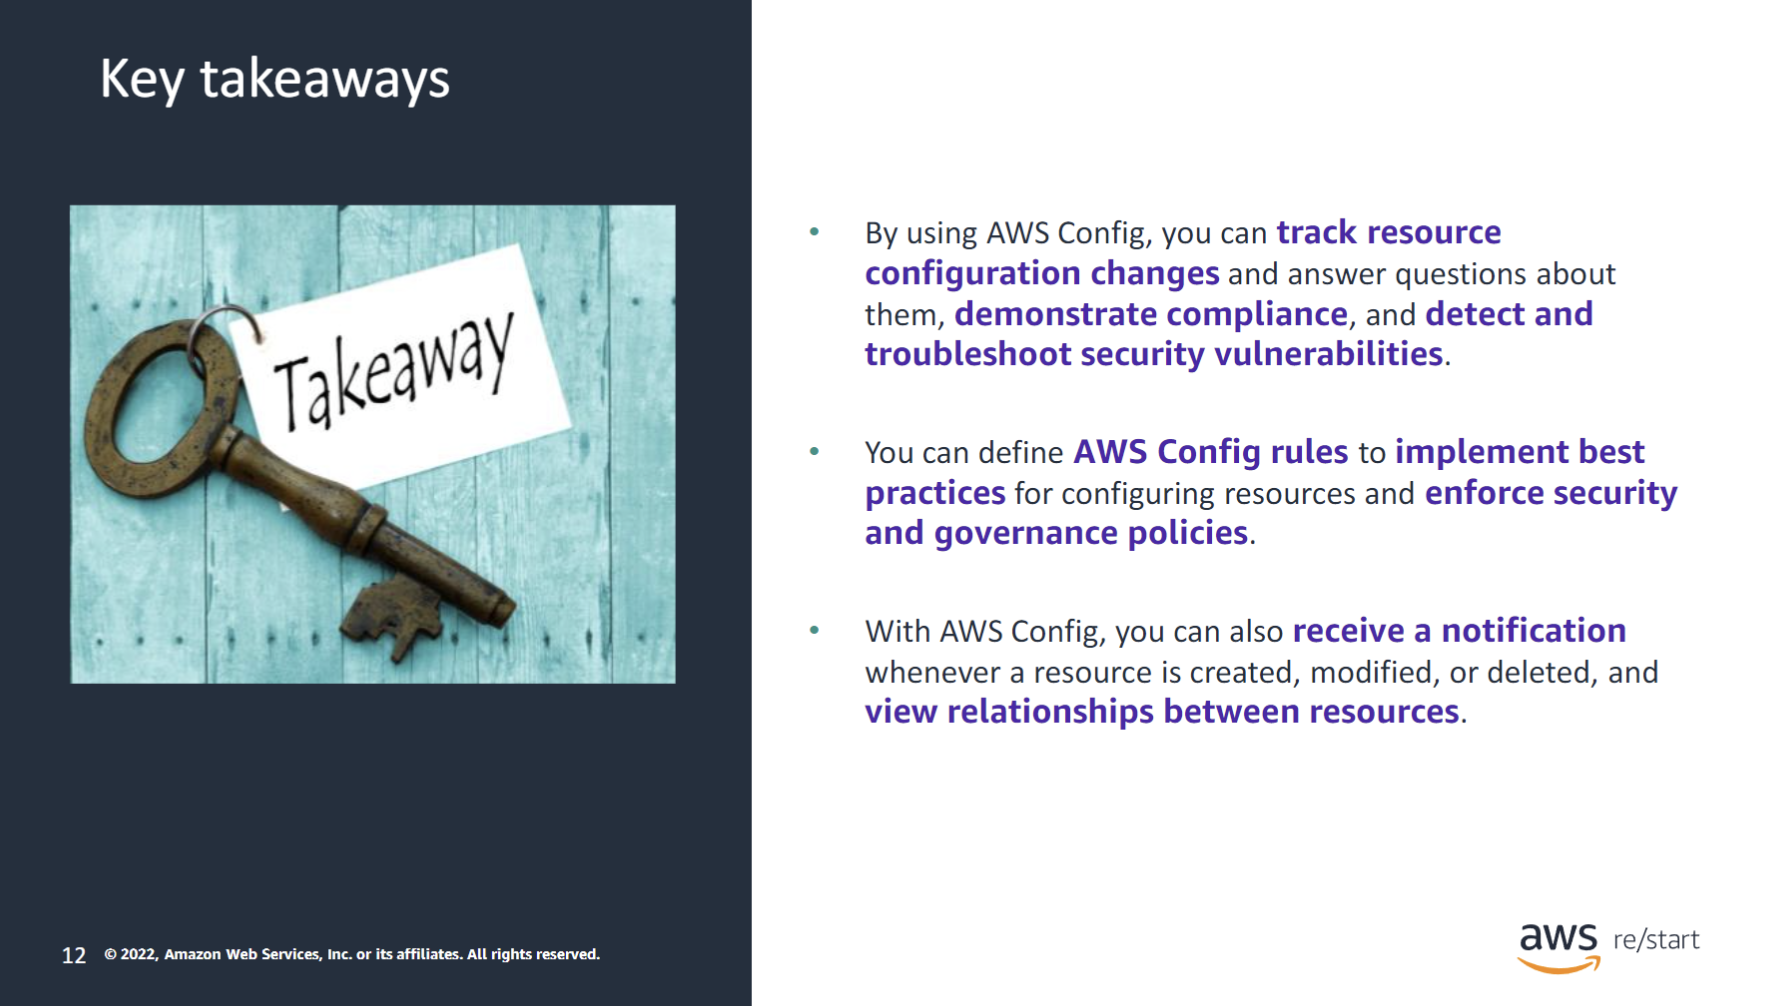 Key takeaways
Takeaway
• By using AWS Config, you can track resource
configuration changes and answer questions about
them, demonstrate compliance, and detect and
troubleshoot security vulnerabilities.
• You can define AWS Config rules to implement best
practices for configuring resources and enforce security
and governance policies.
• With AWS Config, you can also receive a notification
whenever a resource is created, modified, or deleted, and
view relationships between resources.
12 © 2022, Amazon Web Services, Inc. or its affiliates. All rights reserved.
aws re/start